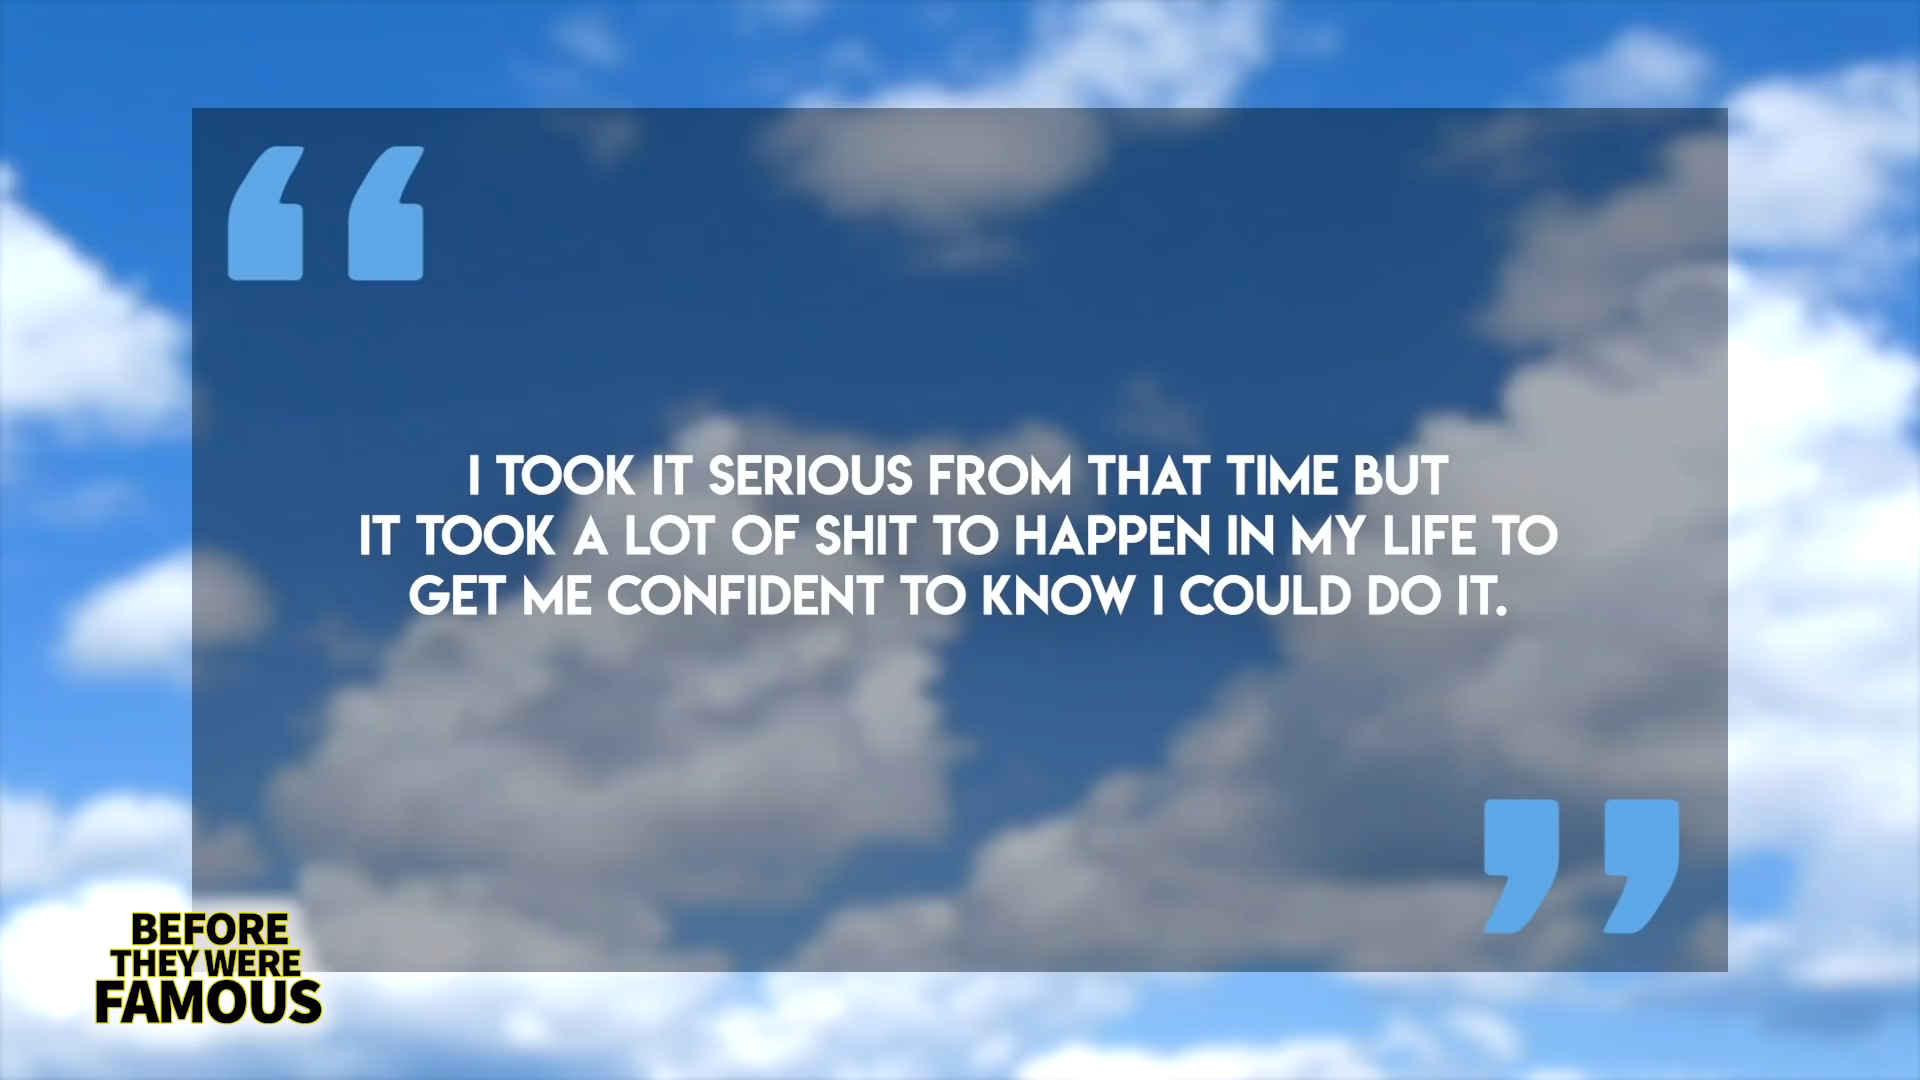 I TOOK IT SERIOUS FROM THAT TIME BUT
IT TOOK A LOT OF SHIT TO HAPPEN IN MY LIFE TO
GET ME CONFIDENT TO KNOW I COULD DO IT.
BEFORE
THEY WERE
FAMOUS